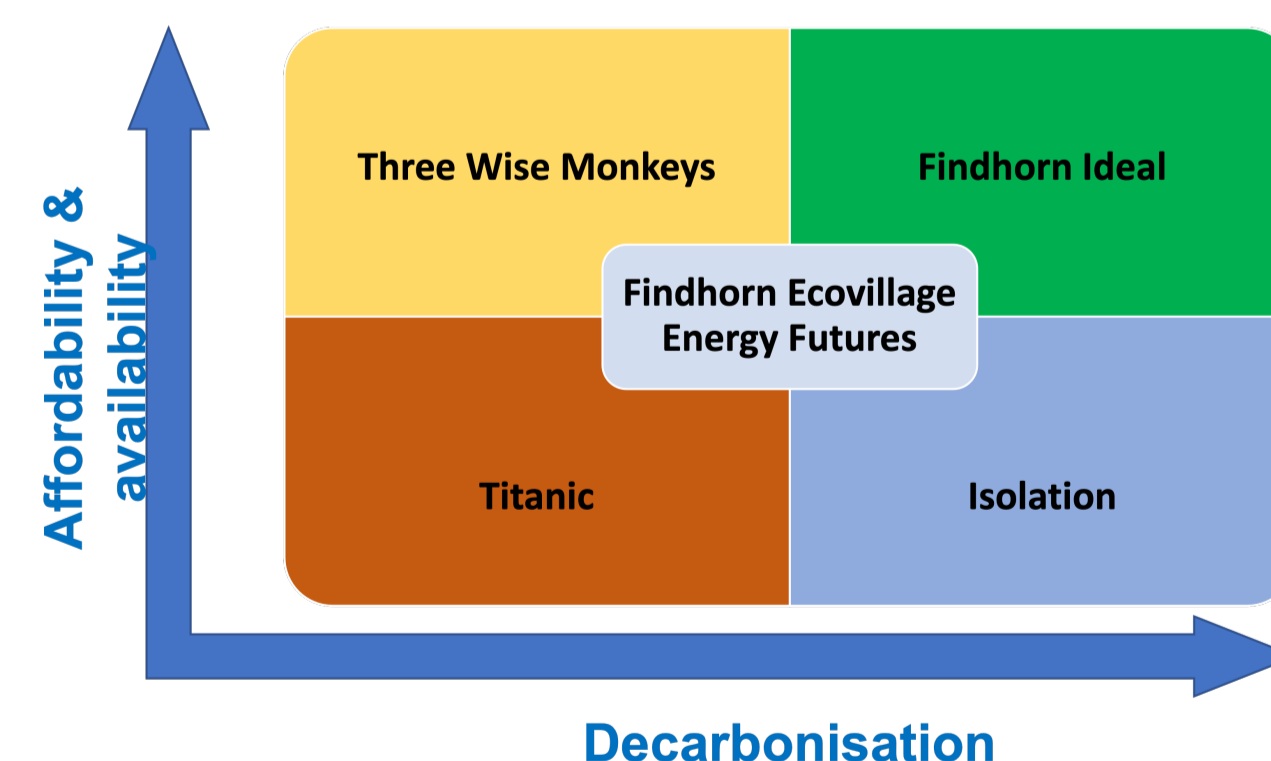 Affordability &
availability
Three Wise Monkeys
Findhorn Ideal
Findhorn Ecovillage
Energy Futures
Titanic
Isolation
Decarbonisation